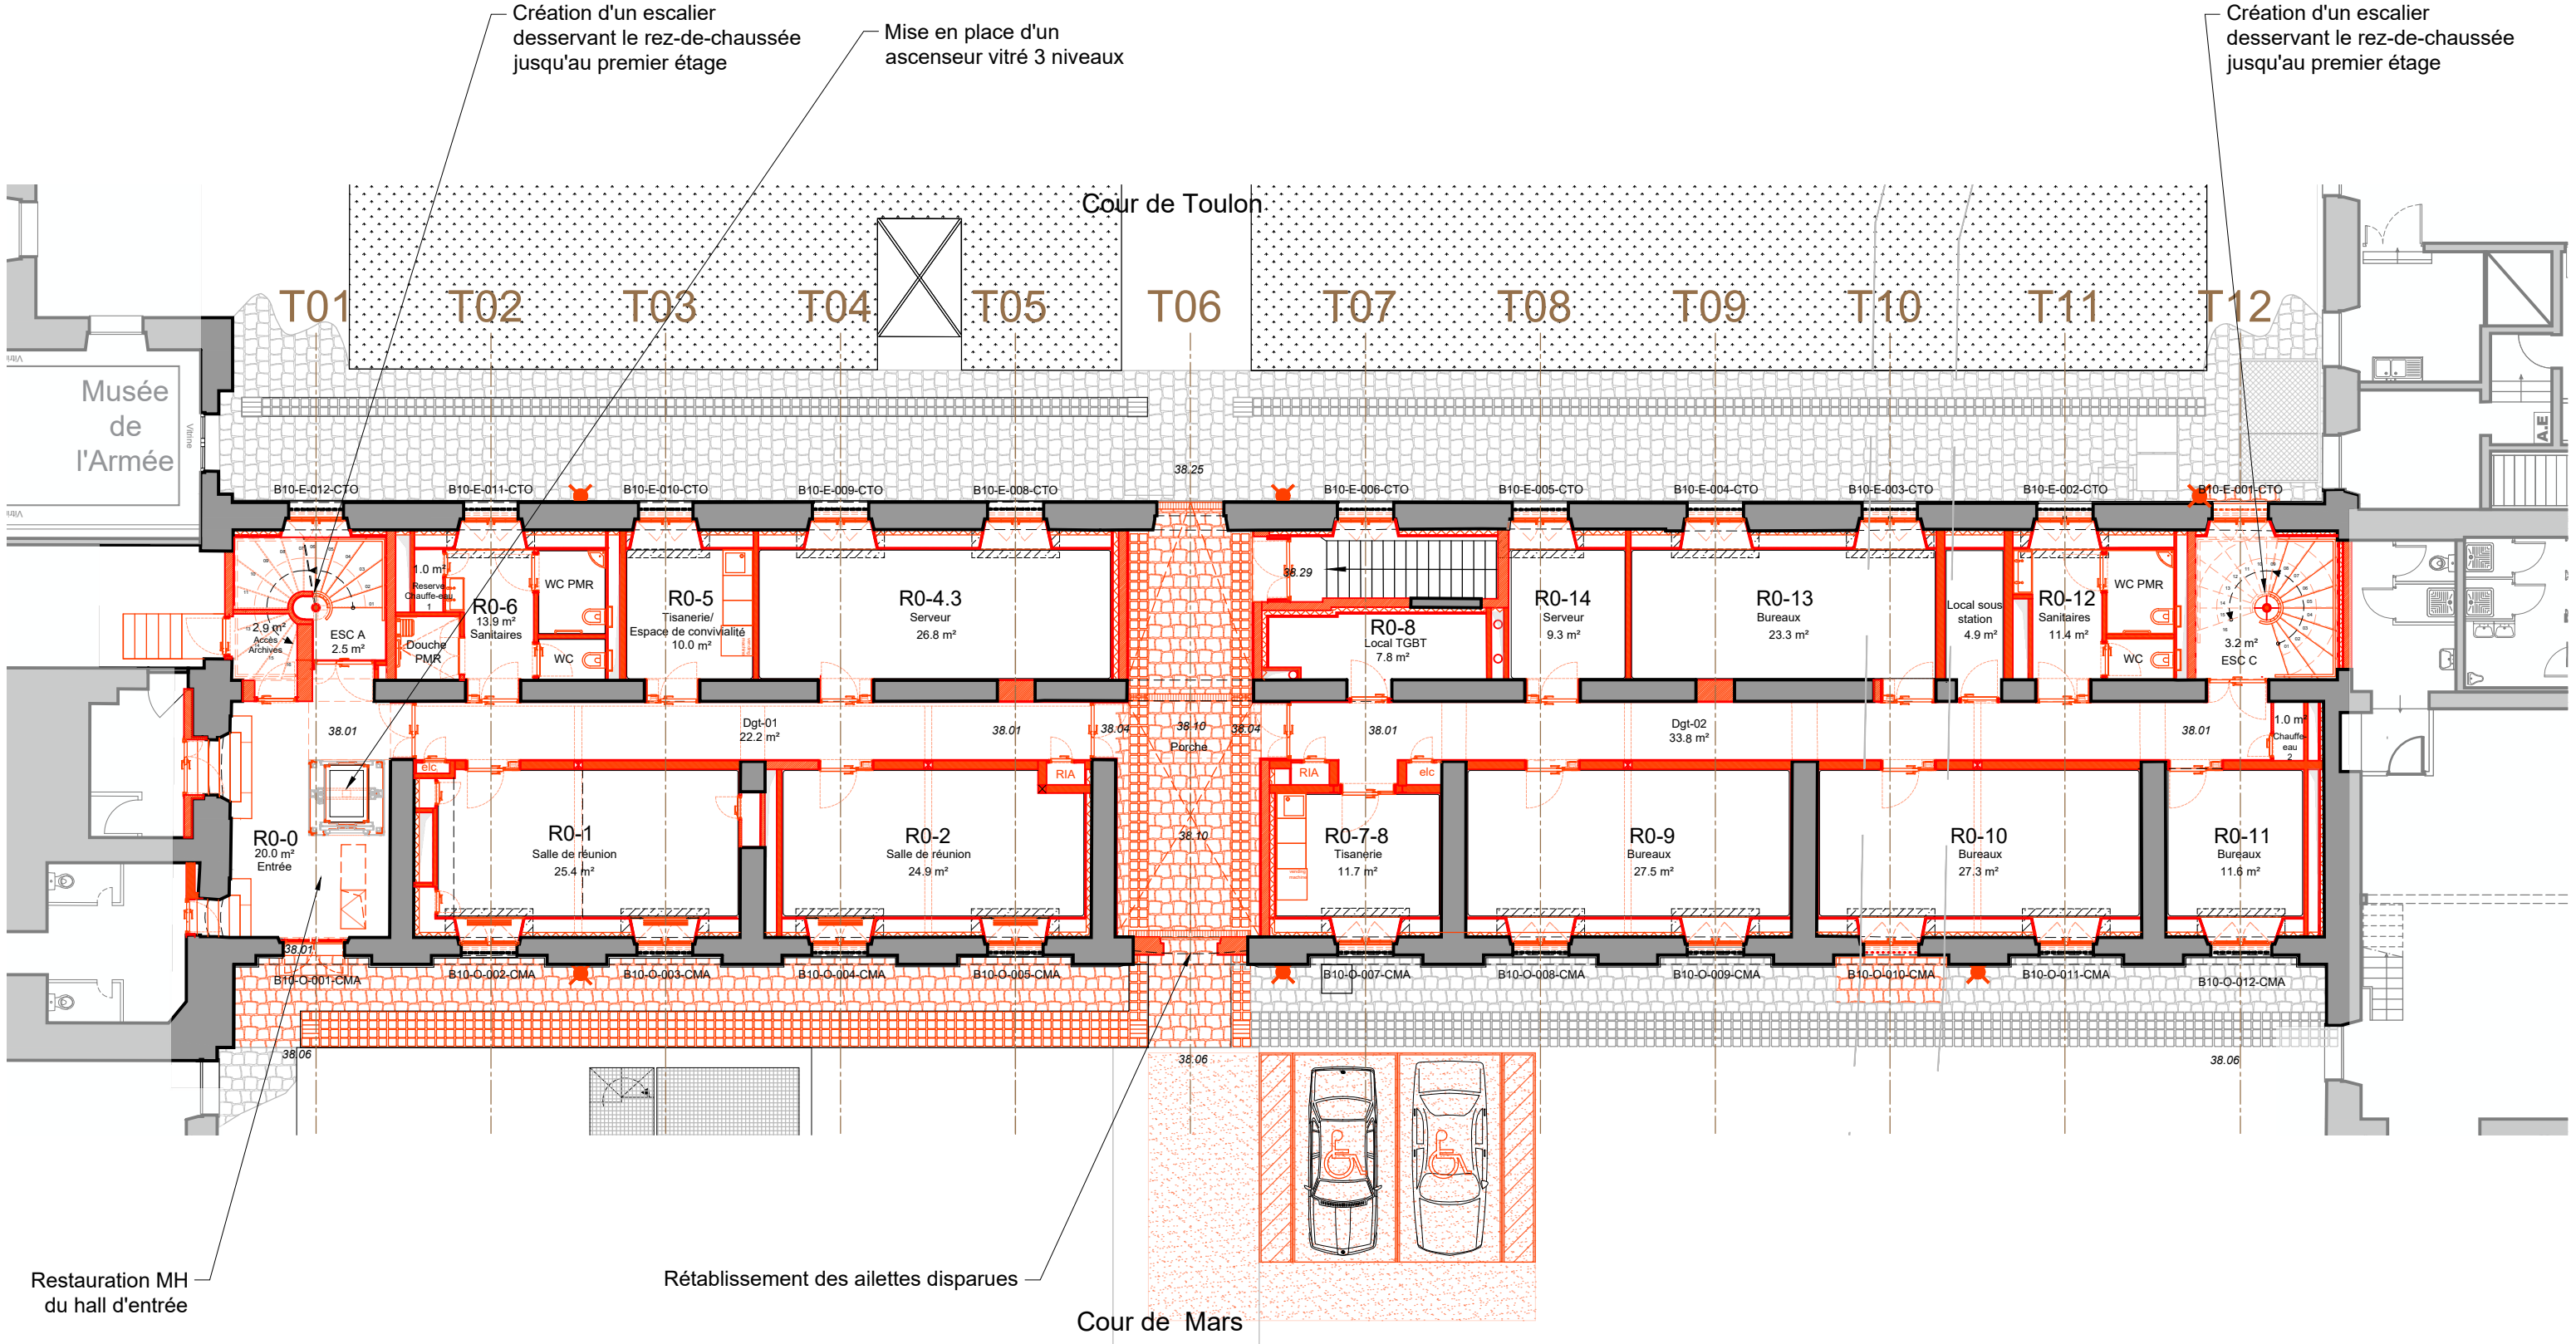 Création d'un escalier
desservant le rez-de-chaussée
jusqu'au premier étage
Mise en place d'un
ascenseur vitré 3 niveaux
Création d'un escalier
desservant le rez-de-chaussée
jusqu'au premier étage
Cour de Toulon
T01 T02 T03 T04 T05 T06 T07 T08 T09 T10 T11 T12
Vitrine
Musée
de
l'Armée
Vitrine
A.E
38.25
B10-E-012-CTO B10-E-011-CTO B10-E-010-CTO B10-E-009-CTO B10-E-008-CTO B10-E-006-CTO B10-E-005-CTO B10-E-004-CTO B10-E-003-CTO B10-E-002-CTO B10-E-001-CTO
2.9 m²
Accès
Archives
ESC A
2.5 m²
1.0 m²
Reserve
Chauffe-eau
1
Douche
PMR
R0-6
13.9 m²
Sanitaires
WC PMR
WC
R0-5
Tisanerie/
Espace de convivialité
10.0 m²
R0-4.3
Serveur
26.8 m²
38.29
R0-8
Local TGBT
7.8 m²
R0-14
Serveur
9.3 m²
R0-13
Bureaux
23.3 m²
Local sous
station
4.9 m²
R0-12
Sanitaires
11.4 m²
WC PMR
WC
3.2 m²
ESC C
38.01
Dgt-01
22.2 m²
38.01
38.04
38.10
Porche
38.04
38.01
Dgt-02
33.8 m²
38.01
1.0 m²
Chauffe-
eau
2
elc
RIA
RIA
elc
R0-0
20.0 m²
Entrée
R0-1
Salle de réunion
25.4 m²
R0-2
Salle de réunion
24.9 m²
38.10
R0-7-8
Tisanerie
11.7 m²
vending
machine
R0-9
Bureaux
27.5 m²
R0-10
Bureaux
27.3 m²
R0-11
Bureaux
11.6 m²
38.01
B10-O-001-CMA B10-O-002-CMA B10-O-003-CMA B10-O-004-CMA B10-O-005-CMA B10-O-007-CMA B10-O-008-CMA B10-O-009-CMA B10-O-010-CMA B10-O-011-CMA B10-O-012-CMA
38.06
38.06
38.06
Restauration MH
du hall d'entrée
Rétablissement des ailettes disparues
Cour de Mars